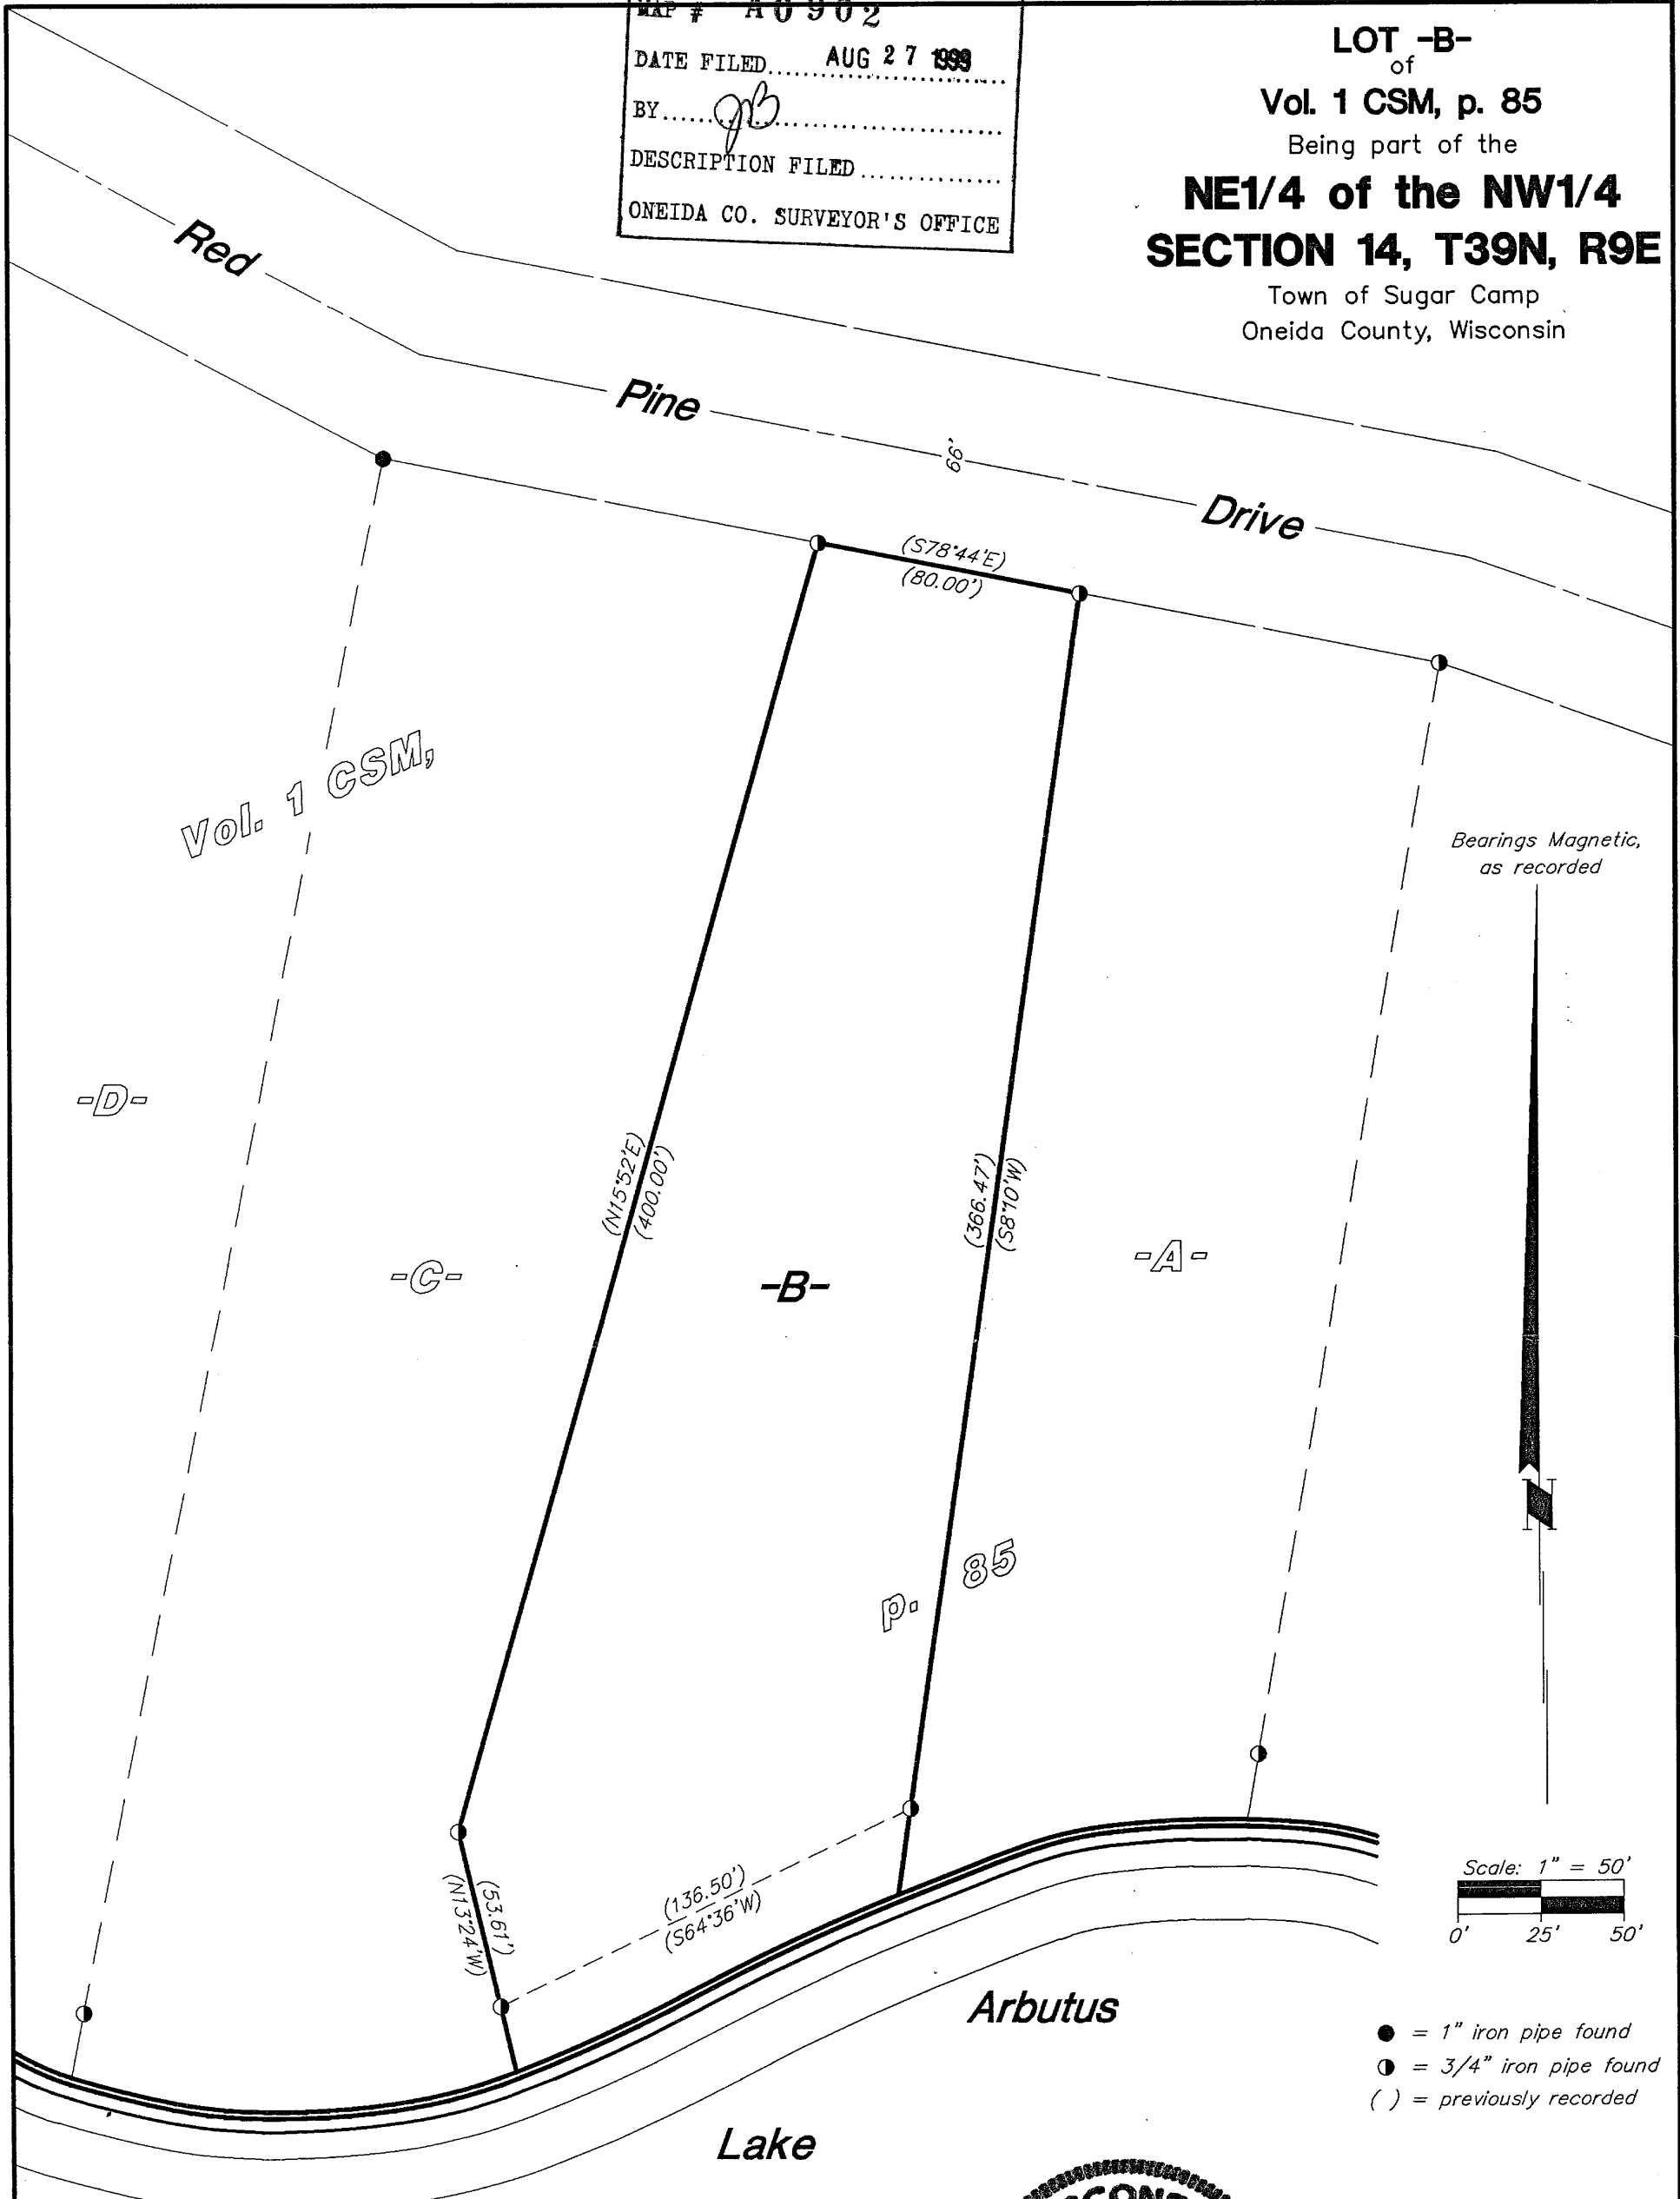 MAP # A0902
DATE FILED AUG 27
BY
DESCRIPTION FILED
ONEIDA CO. SURVEYOR'S OFFICE
LOT -B-
of
Vol. 1 CSM, p. 85
Being part of the
NE1/4 of the NW1/4
SECTION 14, T39N, R9E
Town of Sugar Camp
Oneida County, Wisconsin
Red Pine Drive
66'
(S78°44'E)
(80.00')
Vol. 1 CSM,
Bearings Magnetic,
as recorded
-D-
(N15°52'E)
(400.00')
(366.47')
(S8°10'W)
-C-
-B-
-A-
N
p. 85
(53.61')
(N13°24'W)
(136.50')
(S64°36'W)
Scale: 1" = 50'
0' 25' 50'
Arbutus
Lake
= 1" iron pipe found
= 3/4" iron pipe found
( ) = previously recorded